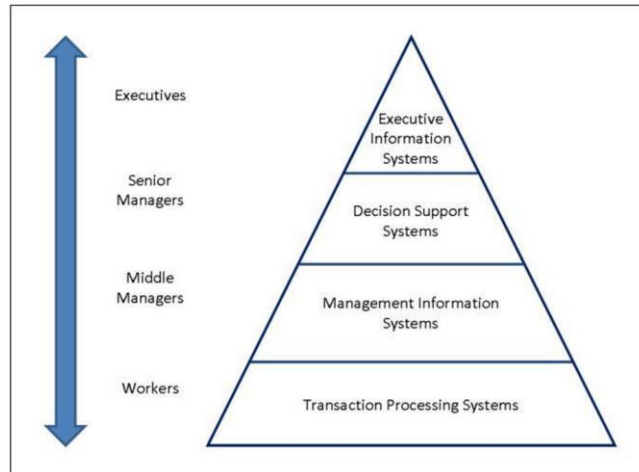 Executives
Executive
Information
Systems
Senior
Managers
Decision Support
Systems
Middle
Managers
Management Information
Systems
Workers
Transaction Processing Systems